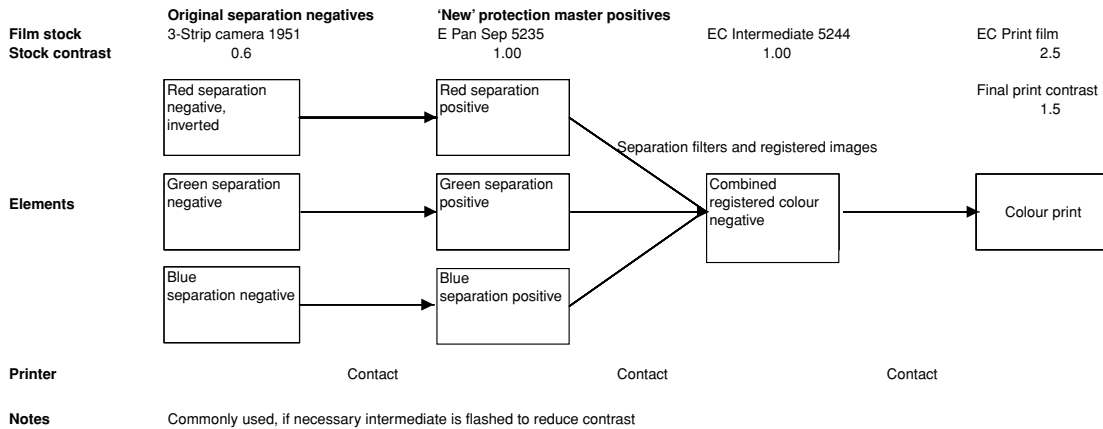 Original separation negatives ‘New’ protection master positives
Film stock 3-Strip camera 1951 E Pan Sep 5235 EC Intermediate 5244 EC Print film
Stock contrast 0.6 1.00 1.00 2.5
Red separation
negative,
inverted
Red separation
positive
Final print contrast
1.5
Separation filters and registered images
Elements
Green separation
negative
Green separation
positive
Combined
registered colour
negative
Colour print
Blue
separation negative
Blue
separation positive
Printer Contact Contact Contact
Notes Commonly used, if necessary intermediate is flashed to reduce contrast